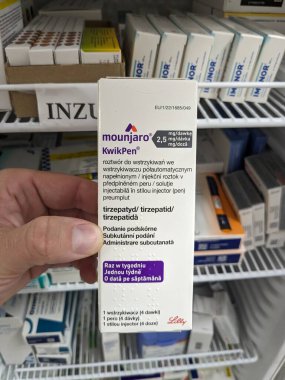 INZU
EU/1/22/1685/049
mounjaro®
2,5 mg/dawkę
mg/dávka
mg/doză
KwikPen®
roztwór do wstrzykiwań we
wstrzykiwaczu półautomatycznym
napełnionym / injekční roztok v
předplněném peru / soluție
injectabilă în stilou injector (pen)
preumplut
tirzepatyd/ tirzepatid/
tirzepatidă
Podanie podskórne
Subkutánní podání
Administrare subcutanată
Raz w tygodniu
Jednou týdně
O dată pe săptămână
1 wstrzykiwacz (4 dawki)
1 pero (4 dávky)
1 stilou injector (4 doze)
Lilly